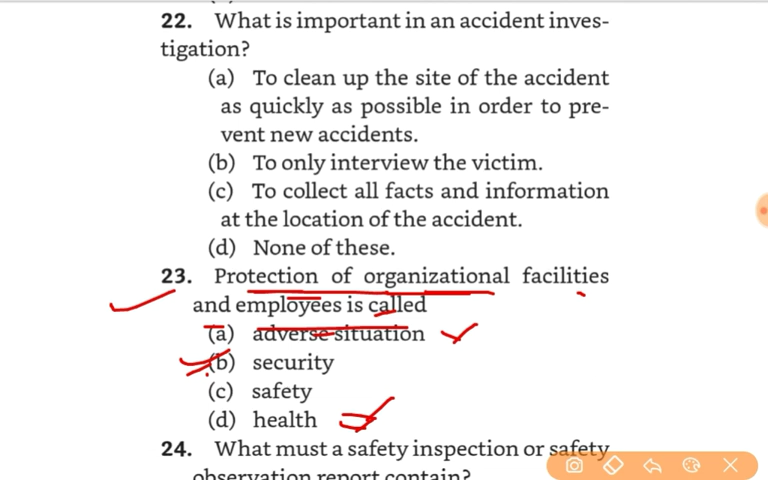 22. What is important in an accident inves-
tigation?
(a) To clean up the site of the accident
as quickly as possible in order to pre-
vent new accidents.
(b) To only interview the victim.
(c) To collect all facts and information
at the location of the accident.
(d) None of these.
23. Protection of organizational facilities
and employees is called
(a) adverse situation
(b) security
(c) safety
(d) health
24. What must a safety inspection or safety
observation report contain?